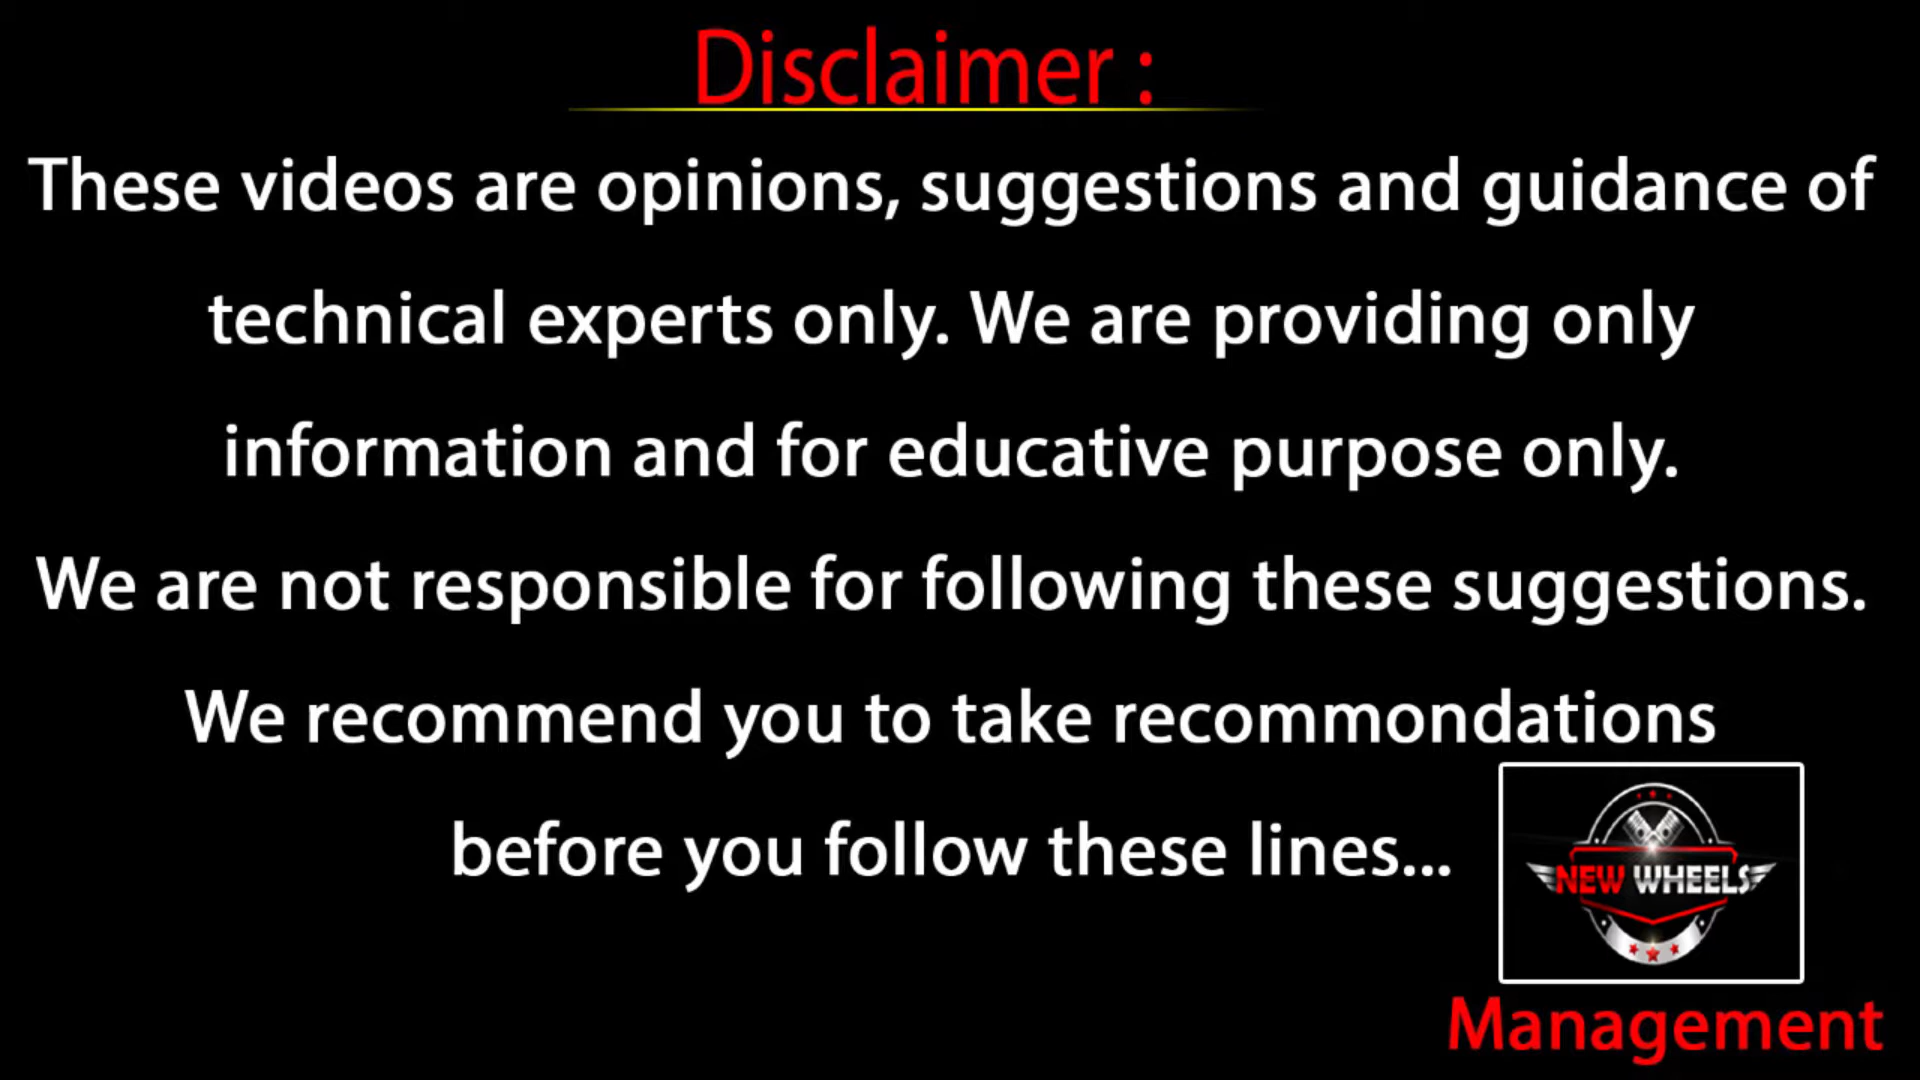 Disclaimer :
These videos are opinions, suggestions and guidance of
technical experts only. We are providing only
information and for educative purpose only.
We are not responsible for following these suggestions.
We recommend you to take recommondations
before you follow these lines...
NEW WHEELS
Management